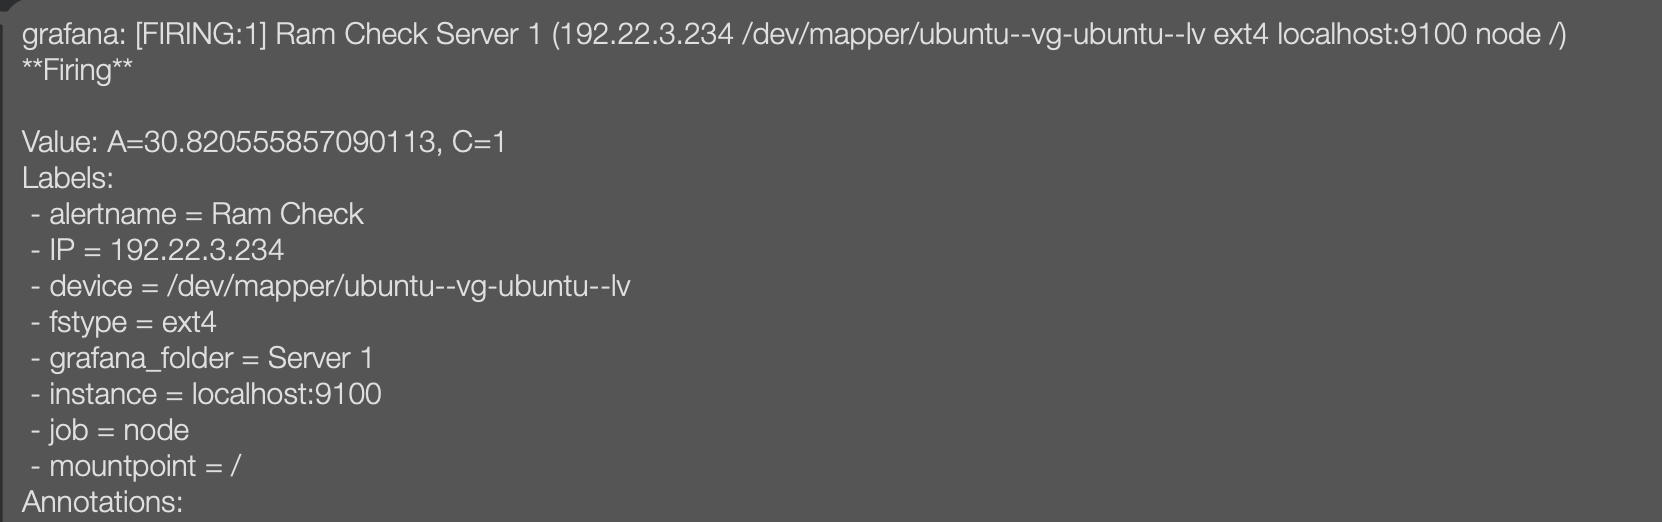 grafana: [FIRING:1] Ram Check Server 1 (192.22.3.234 /dev/mapper/ubuntu--vg-ubuntu--lv ext4 localhost:9100 node /)
**Firing**
Value: A=30.820555857090113, C=1
Labels:
- alertname = Ram Check
- IP = 192.22.3.234
- device = /dev/mapper/ubuntu--vg-ubuntu--lv
- fstype = ext4
- grafana_folder = Server 1
- instance = localhost:9100
- job = node
- mountpoint = /
Annotations: